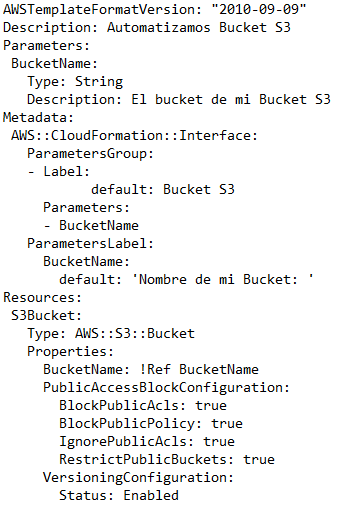 AWSTemplateFormatVersion: "2010-09-09"
Description: Automatizamos Bucket S3
Parameters:
 BucketName:
   Type: String
   Description: El bucket de mi Bucket S3
Metadata:
 AWS::CloudFormation::Interface:
   ParametersGroup:
   - Label:
           default: Bucket S3
     Parameters:
     - BucketName
   ParametersLabel:
     BucketName:
       default: 'Nombre de mi Bucket: '
Resources:
 S3Bucket:
   Type: AWS::S3::Bucket
   Properties:
     BucketName: !Ref BucketName
     PublicAccessBlockConfiguration:
       BlockPublicAcls: true
       BlockPublicPolicy: true
       IgnorePublicAcls: true
       RestrictPublicBuckets: true
     VersioningConfiguration:
       Status: Enabled